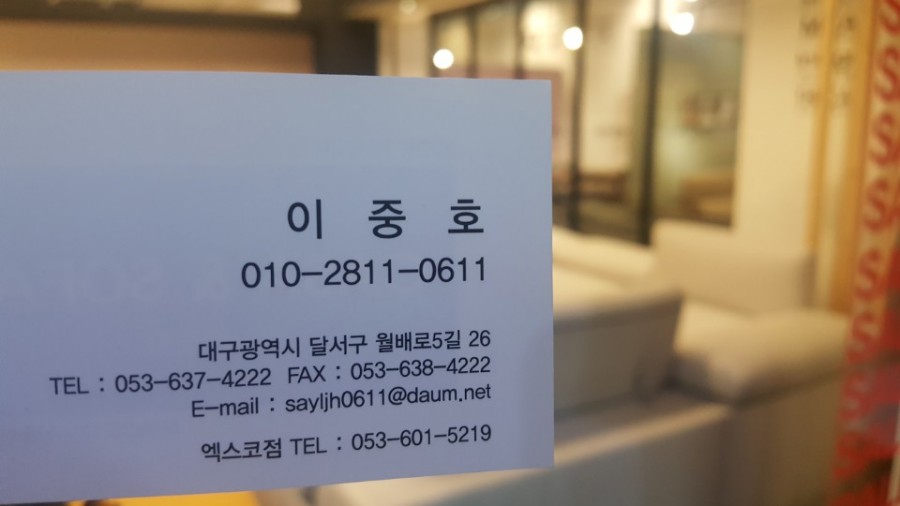 이 중 호
010-2811-0611
대구광역시 달서구 월배로5길 26
TEL : 053-637-4222 FAX : 053-638-4222
E-mail : sayljh0611@daum.net
엑스코점 TEL : 053-601-5219